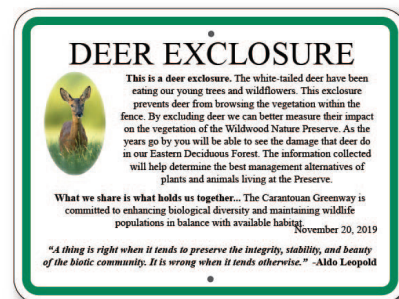 DEER EXCLOSURE
This is a deer exclosure. The white-tailed deer have been
eating our young trees and wildflowers. This exclosure
prevents deer from browsing the vegetation within the
fence. By excluding deer we can better measure their impact
on the vegetation of the Wildwood Nature Preserve. As the
years go by you will be able to see the damage that deer do
in our Eastern Deciduous Forest. The information collected
will help determine the best management alternatives of
plants and animals living at the Preserve.
What we share is what holds us together... The Carantouan Greenway is
committed to enhancing biological diversity and maintaining wildlife
populations in balance with available habitat.
November 20, 2019
“A thing is right when it tends to preserve the integrity, stability, and beauty
of the biotic community. It is wrong when it tends otherwise.” -Aldo Leopold